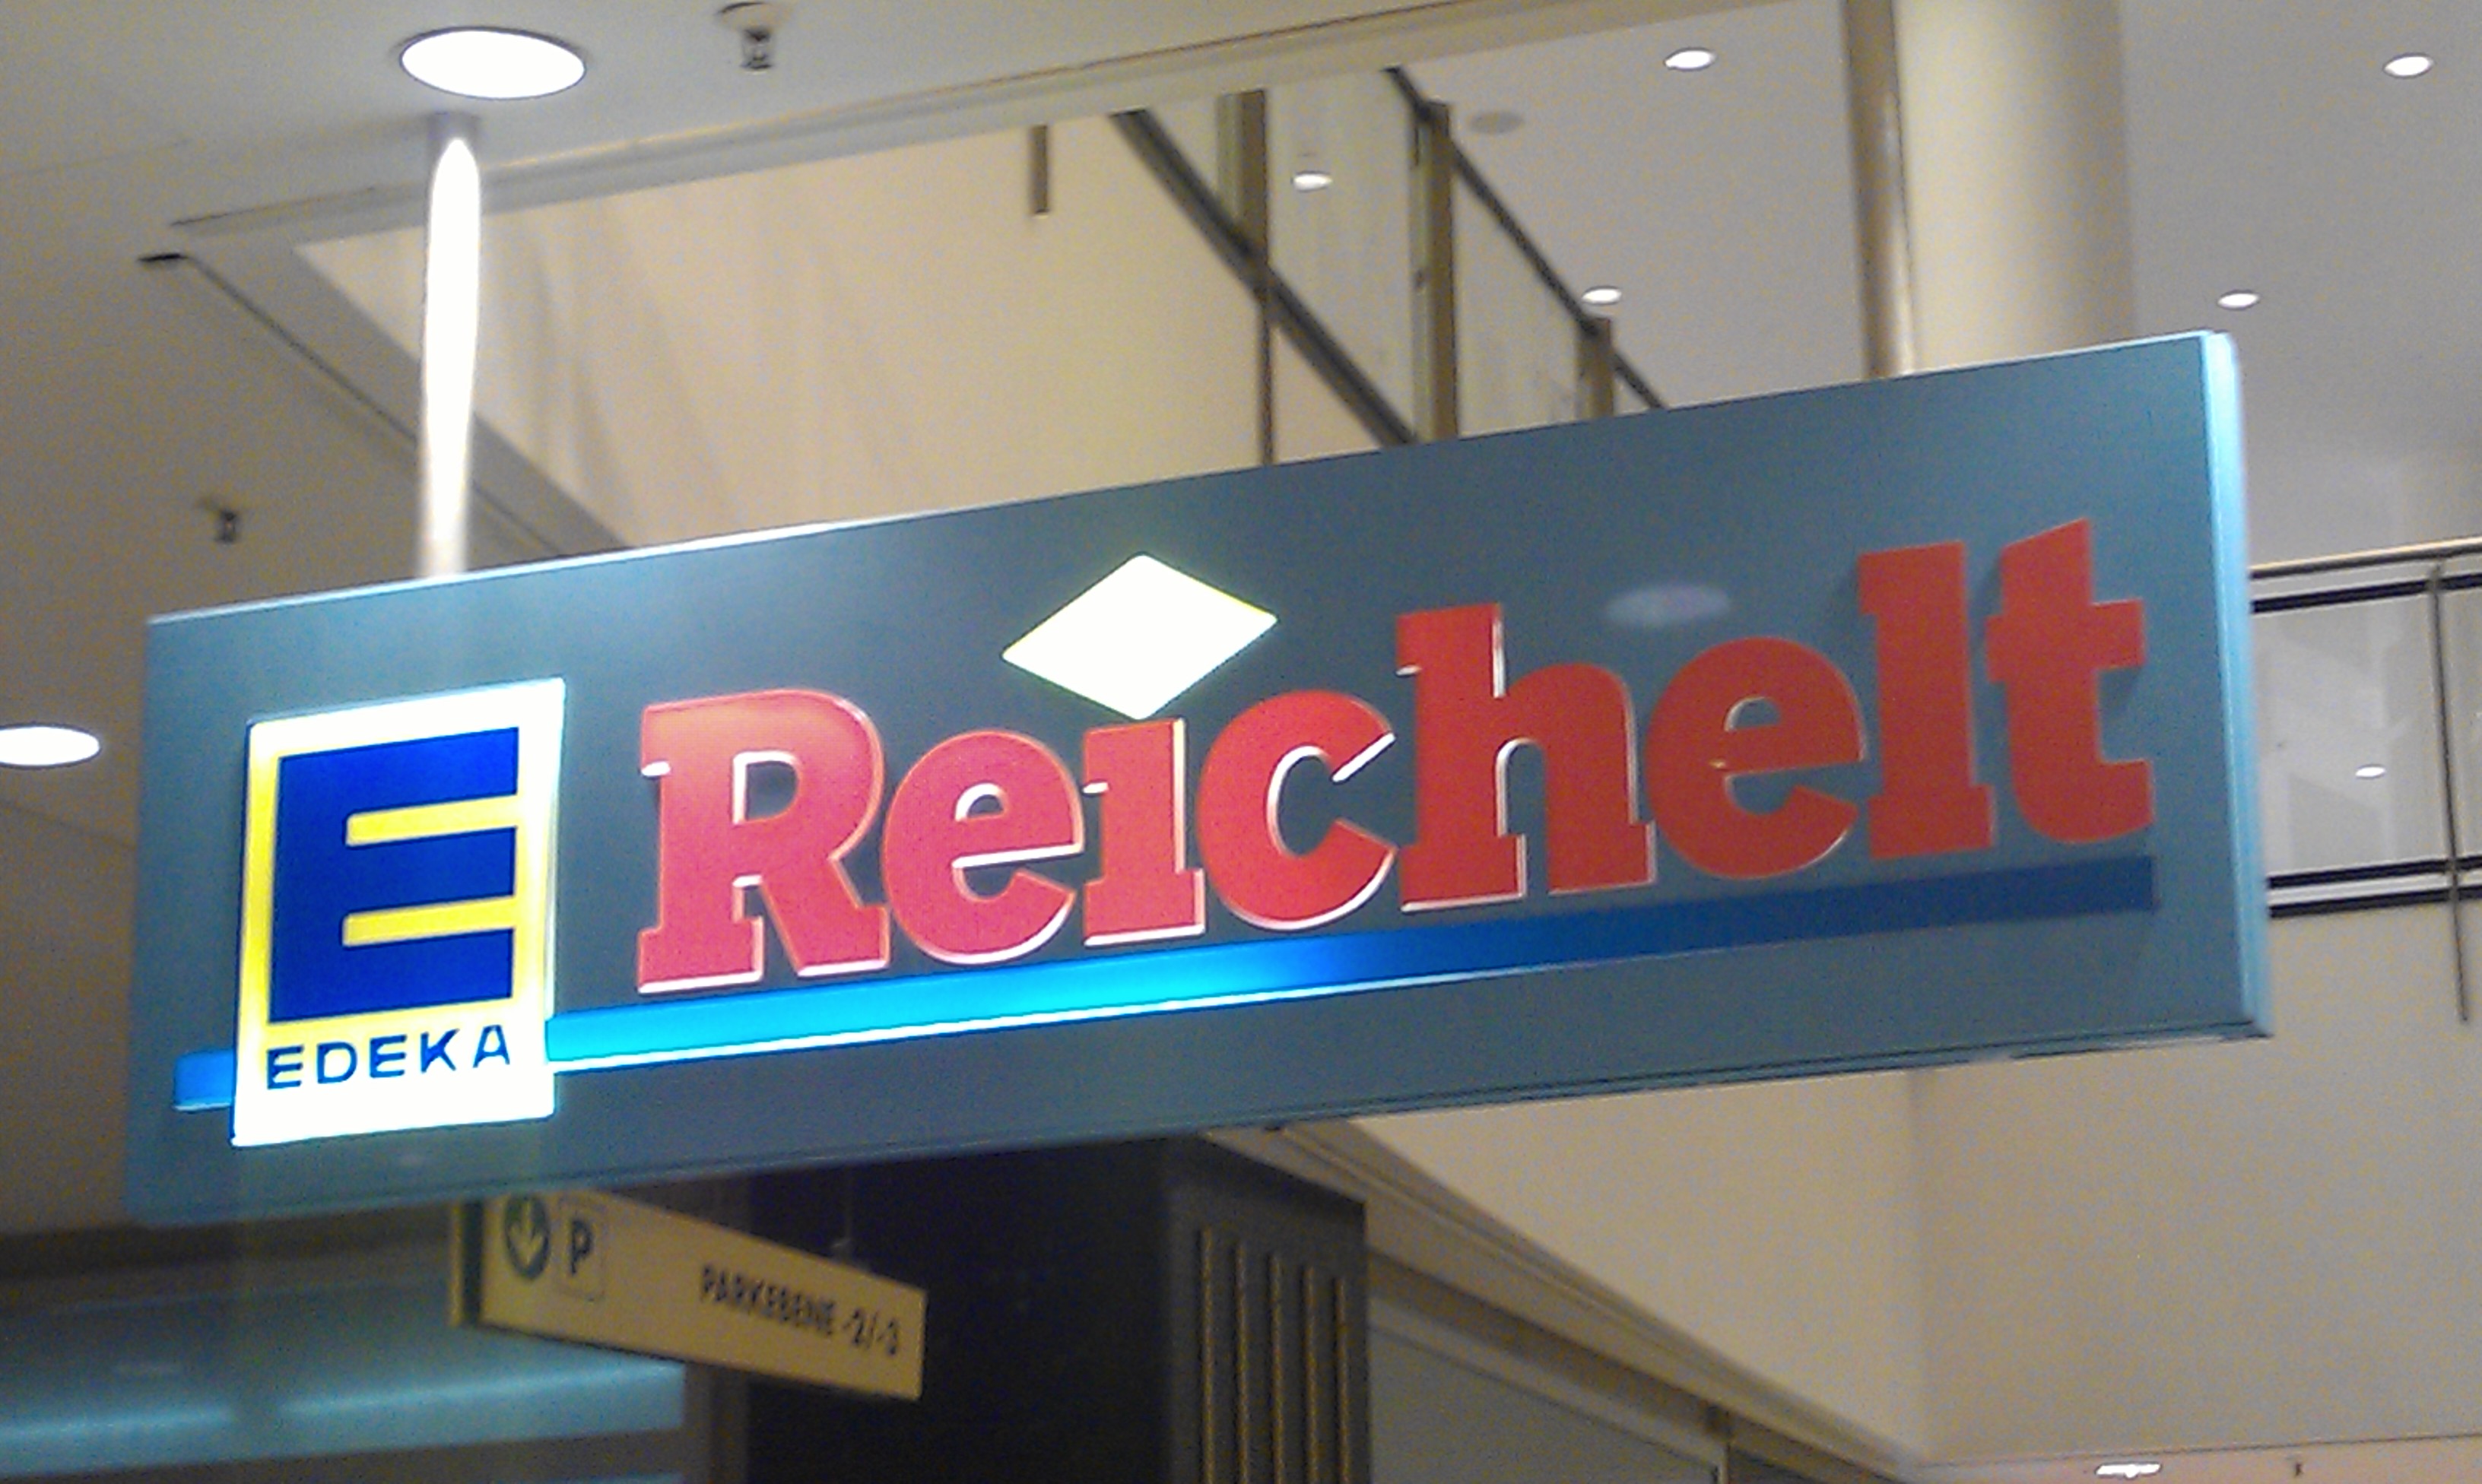 E
EDEKA
Reichelt
P PARKEBENE -2/-3